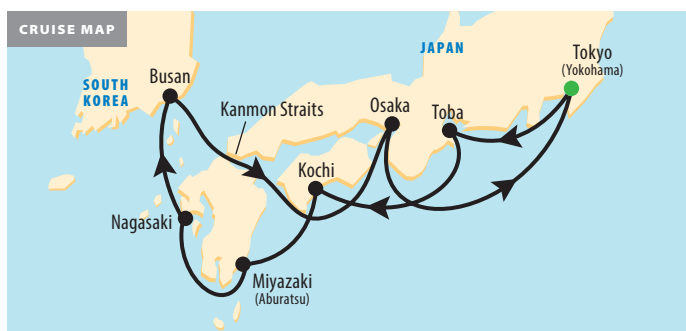 CRUISE MAP
JAPAN
Tokyo
(Yokohama)
SOUTH
KOREA
Busan
Kanmon Straits
Osaka
Toba
Kochi
Nagasaki
Miyazaki
(Aburatsu)